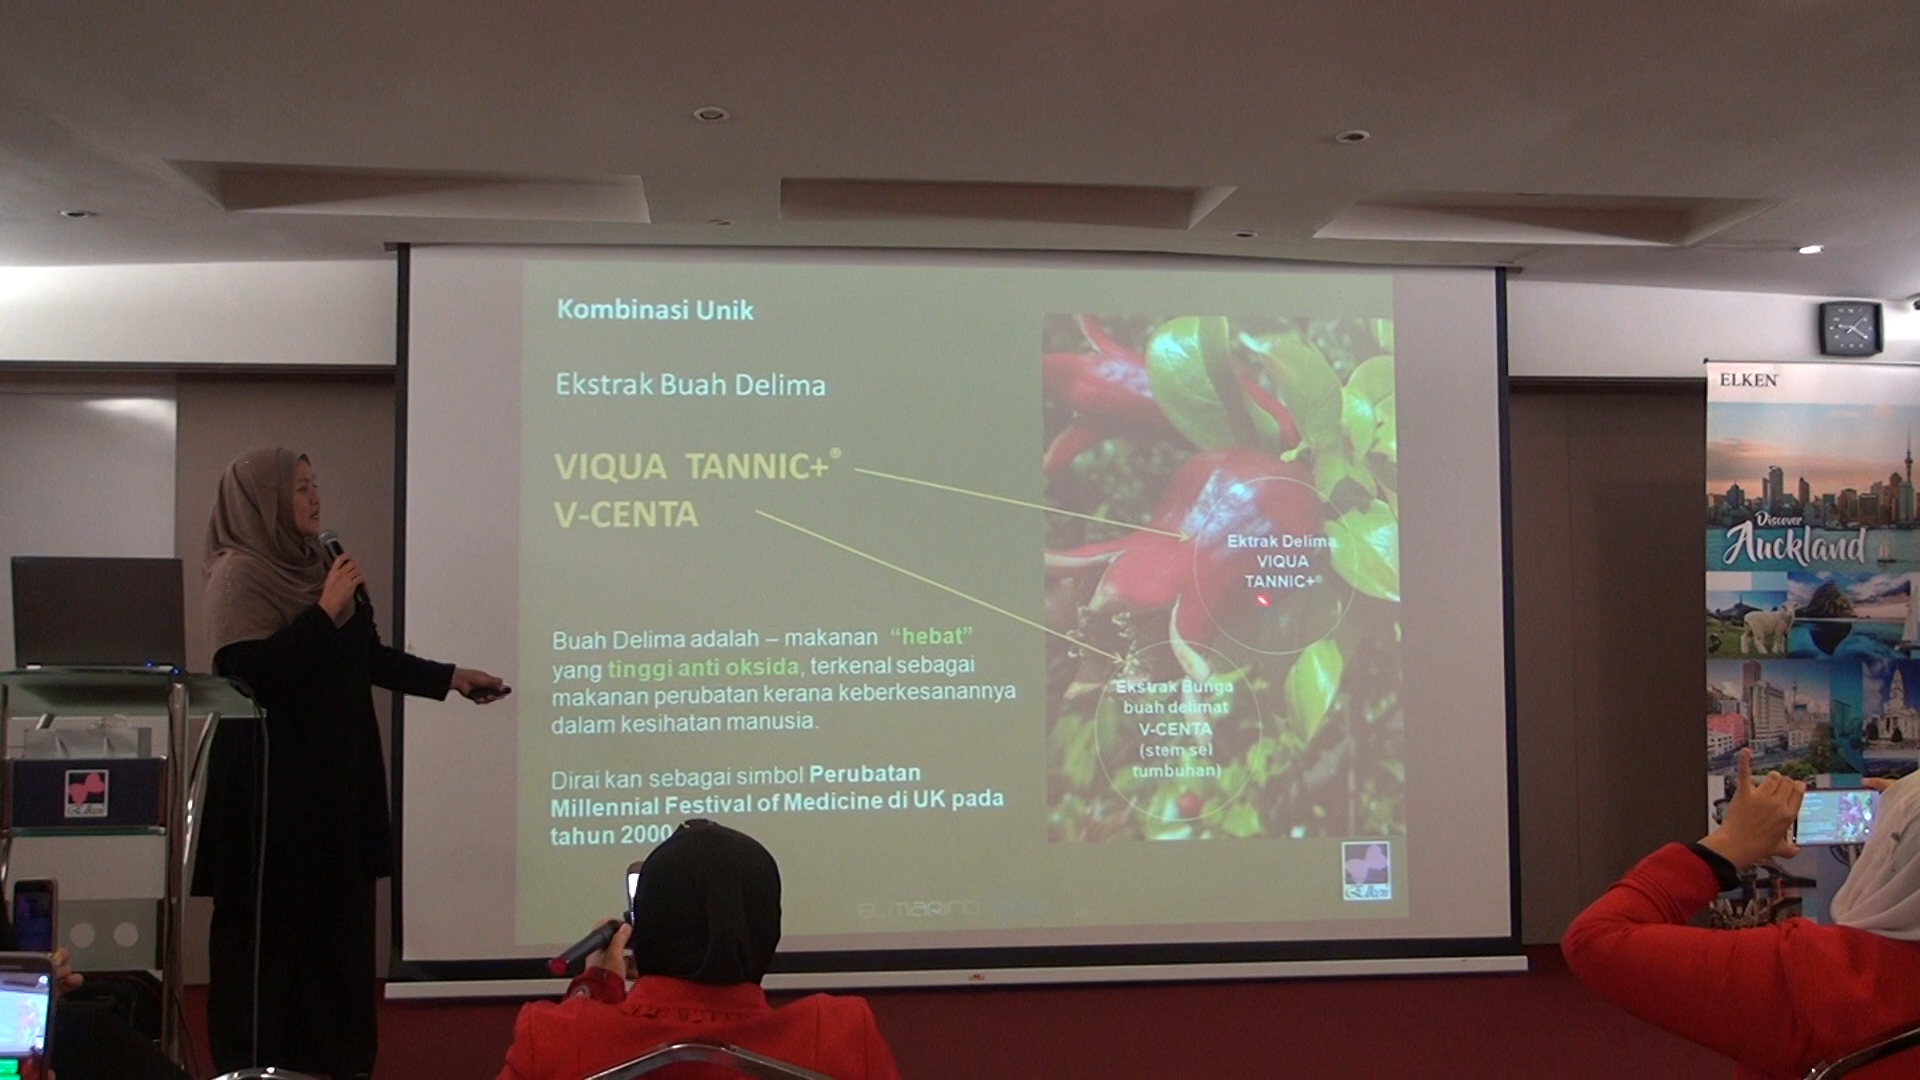 Kombinasi Unik
Ekstrak Buah Delima
VIQUA TANNIC+®
V-CENTA
Buah Delima adalah – makanan “hebat”
yang tinggi anti oksida, terkenal sebagai
makanan perubatan kerana keberkesanannya
dalam kesihatan manusia.
Dirai kan sebagai simbol Perubatan
Millennial Festival of Medicine di UK pada
tahun 2000
Ektrak Delima
VIQUA
TANNIC+®
Ekstrak Bunga
buah delimat
V-CENTA
(stem sel
tumbuhan)
Elken
ELKEN
Discover
Auckland
Elken